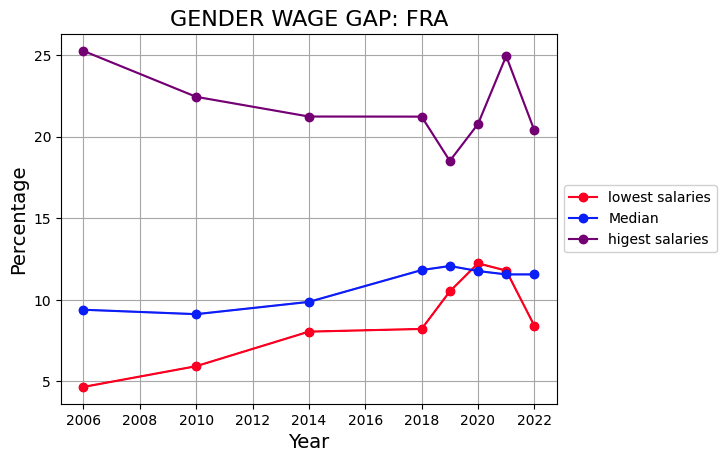 GENDER WAGE GAP: FRA
Percentage
25
20
15
10
5
2006 2008 2010 2012 2014 2016 2018 2020 2022
Year
lowest salaries
Median
higest salaries